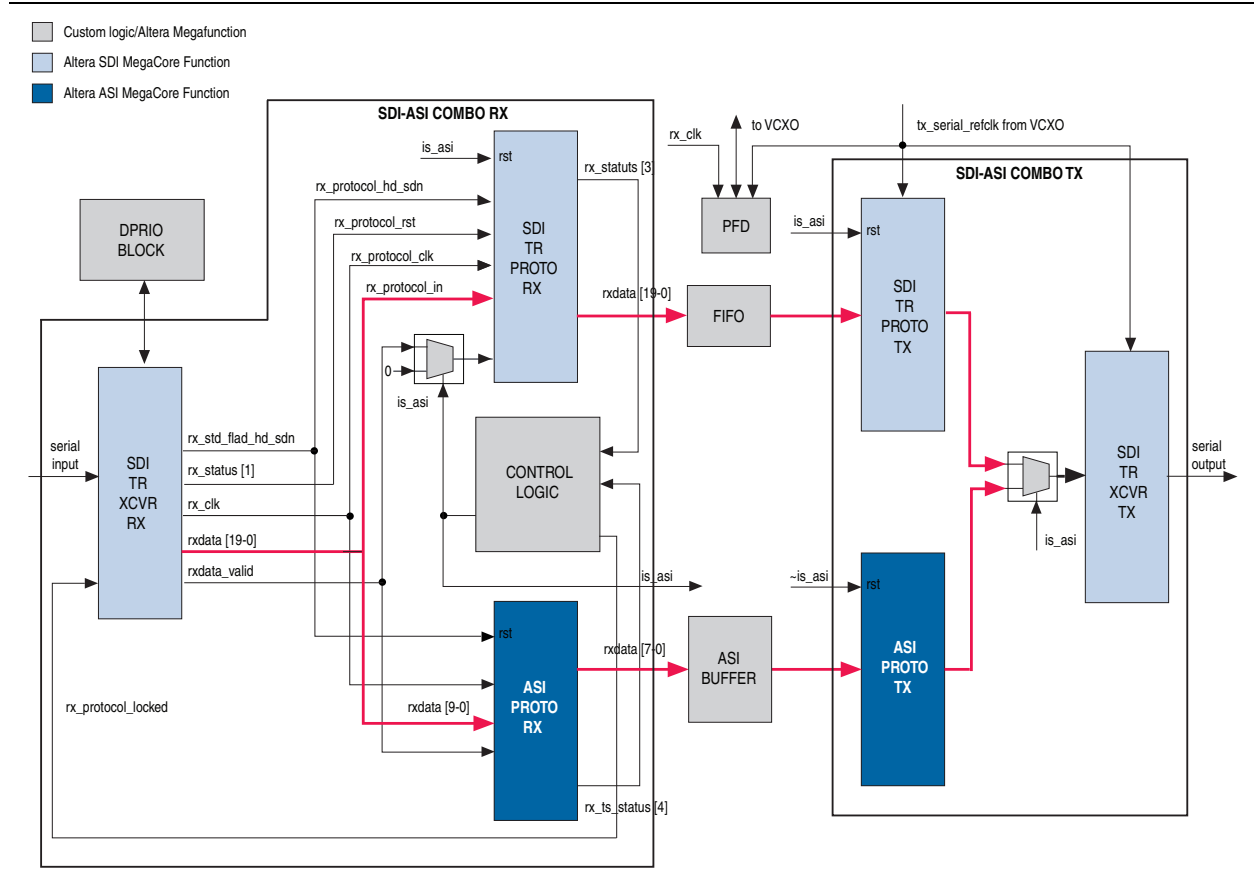 Custom logic/Altera Megafunction
Altera SDI MegaCore Function
Altera ASI MegaCore Function
SDI-ASI COMBO RX
is_asi
rst
rx_statuts [3]
rx_protocol_hd_sdn
rx_protocol_rst
rx_protocol_clk
rx_protocol_in
SDI
TR
PROTO
RX
DPRIO
BLOCK
0
is_asi
serial
input
SDI
TR
XCVR
RX
rx_std_flad_hd_sdn
rx_status [1]
rx_clk
rxdata [19-0]
rxdata_valid
CONTROL
LOGIC
rst
ASI
PROTO
RX
rxdata [9-0]
rx_protocol_locked
rx_ts_status [4]
rx_clk
to VCXO
tx_serial_refclk from VCXO
PFD
rxdata [19-0]
FIFO
is_asi
rxdata [7-0]
ASI
BUFFER
SDI-ASI COMBO TX
is_asi
rst
SDI
TR
PROTO
TX
~is_asi
rst
ASI
PROTO
TX
is_asi
SDI
TR
XCVR
TX
serial
output